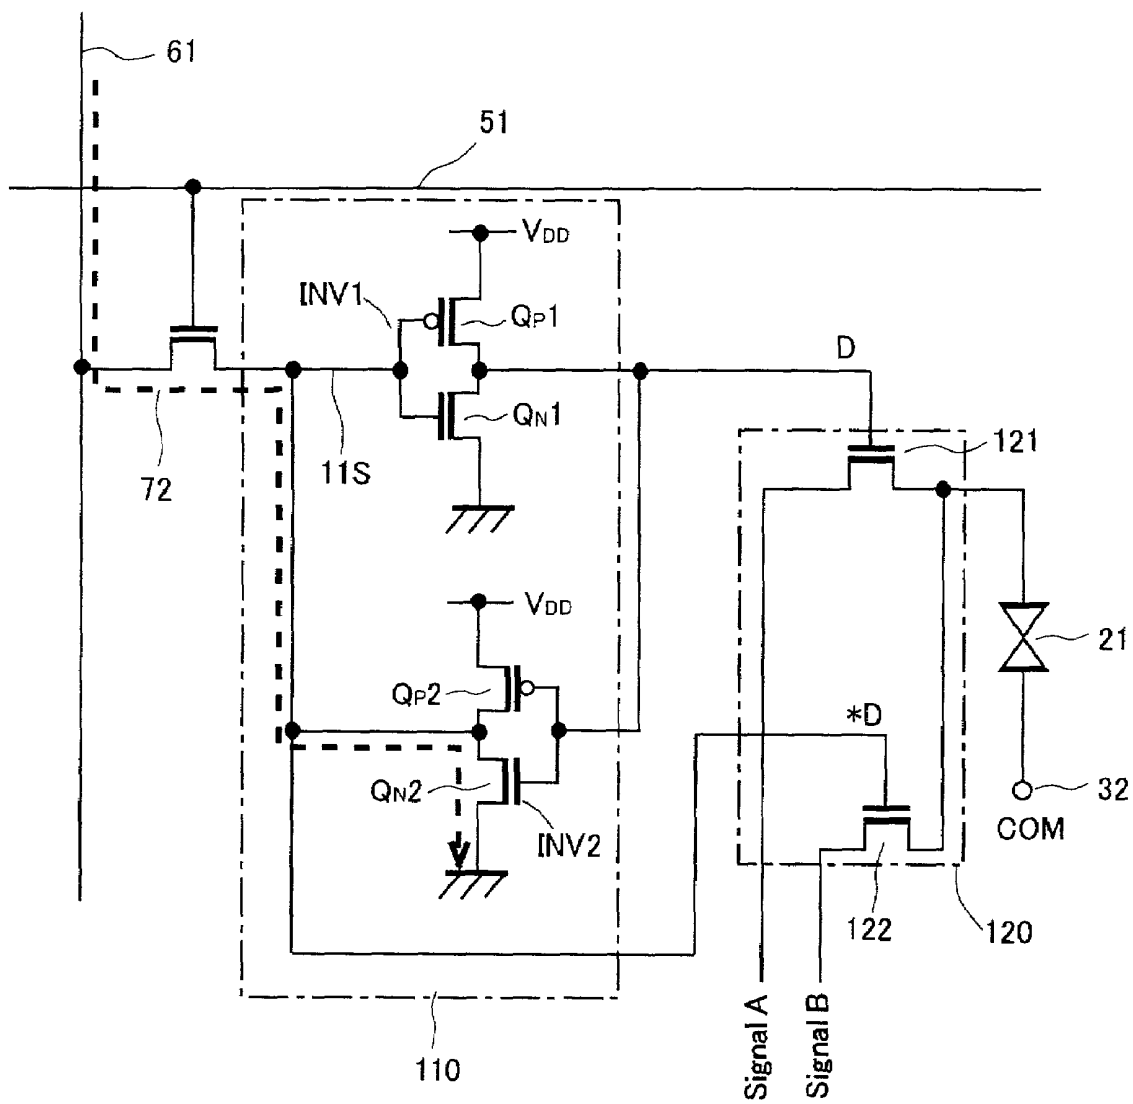 61
51
VDD
INV1
QP1
D
QN1
121
11S
72
VDD
21
QP2
*D
QN2
32
INV2
COM
122
120
Signal A
Signal B
110